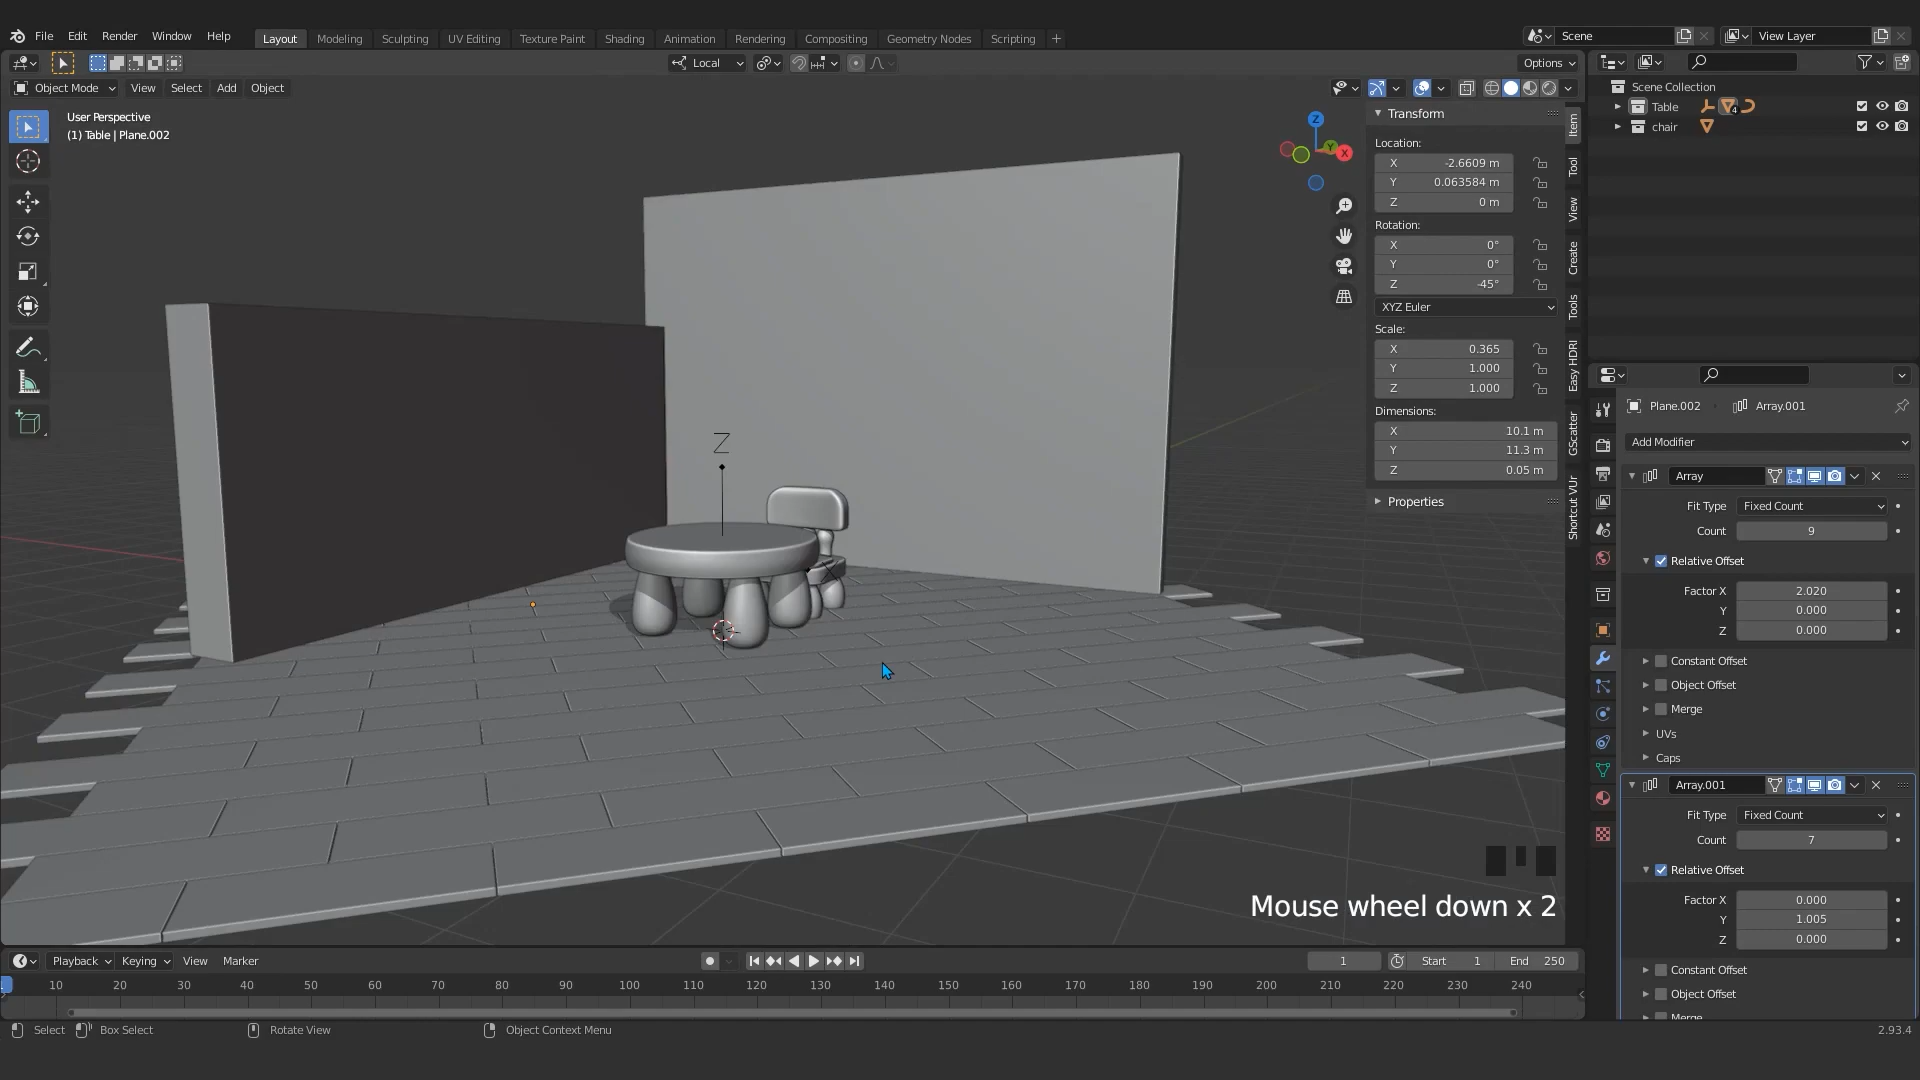 File Edit Render Window Help Layout Modeling Sculpting UV Editing Texture Paint Shading Animation Rendering Compositing Geometry Nodes Scripting + Scene View Layer
Local Options
Object Mode View Select Add Object
User Perspective
(1) Table | Plane.002
Z
Y
X
Z
Transform
Location:
X -2.6609 m
Y 0.063584 m
Z 0 m
Rotation:
X 0°
Y 0°
Z -45°
XYZ Euler
Scale:
X 0.365
Y 1.000
Z 1.000
Dimensions:
X 10.1 m
Y 11.3 m
Z 0.05 m
Properties
Item
Tool
View
Create
Tools
Easy HDRI
GScatter
Shortcut VUr
Scene Collection
Table 4
chair
Plane.002 Array.001
Add Modifier
Array
Fit Type Fixed Count
Count 9
Relative Offset
Factor X 2.020
Y 0.000
Z 0.000
Constant Offset
Object Offset
Merge
UVs
Caps
Array.001
Fit Type Fixed Count
Count 7
Relative Offset
Factor X 0.000
Y 1.005
Z 0.000
Constant Offset
Object Offset
Merge
Mouse wheel down x 2
Playback Keying View Marker 1 Start 1 End 250
1 10 20 30 40 50 60 70 80 90 100 110 120 130 140 150 160 170 180 190 200 210 220 230 240
Select Box Select Rotate View Object Context Menu 2.93.4